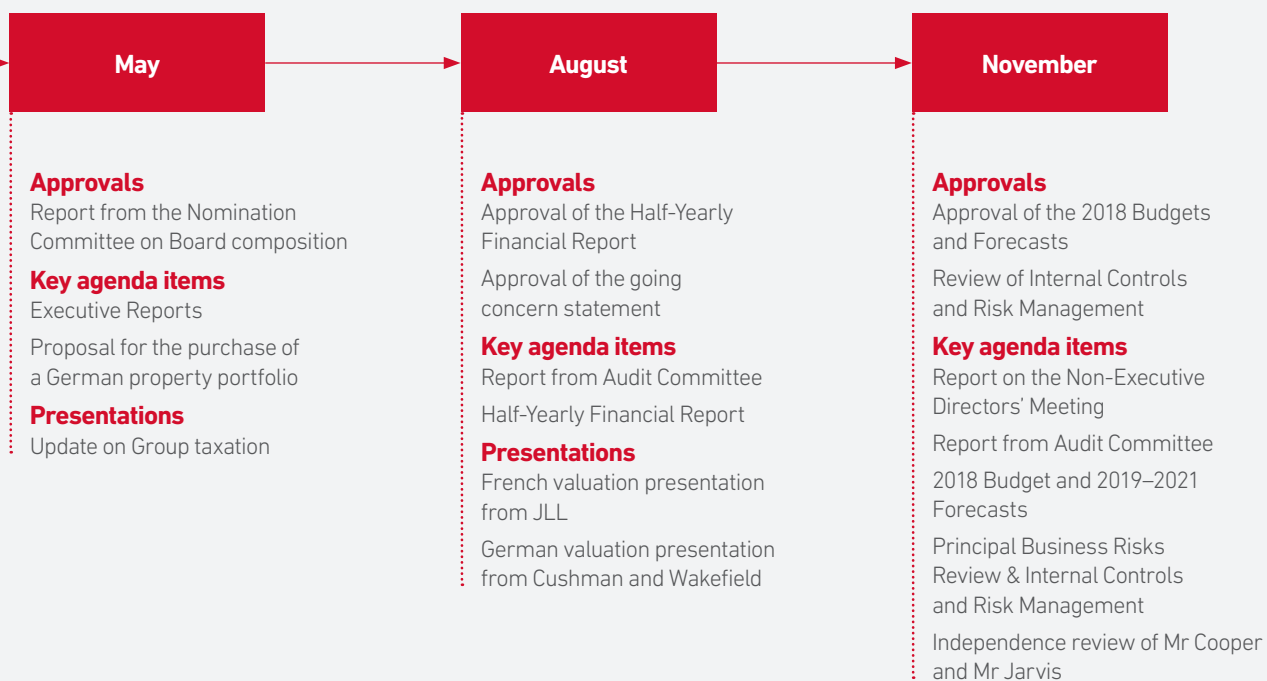 May
Approvals
Report from the Nomination
Committee on Board composition
Key agenda items
Executive Reports
Proposal for the purchase of
a German property portfolio
Presentations
Update on Group taxation
August
Approvals
Approval of the Half-Yearly
Financial Report
Approval of the going
concern statement
Key agenda items
Report from Audit Committee
Half-Yearly Financial Report
Presentations
French valuation presentation
from JLL
German valuation presentation
from Cushman and Wakefield
November
Approvals
Approval of the 2018 Budgets
and Forecasts
Review of Internal Controls
and Risk Management
Key agenda items
Report on the Non-Executive
Directors’ Meeting
Report from Audit Committee
2018 Budget and 2019–2021
Forecasts
Principal Business Risks
Review & Internal Controls
and Risk Management
Independence review of Mr Cooper
and Mr Jarvis